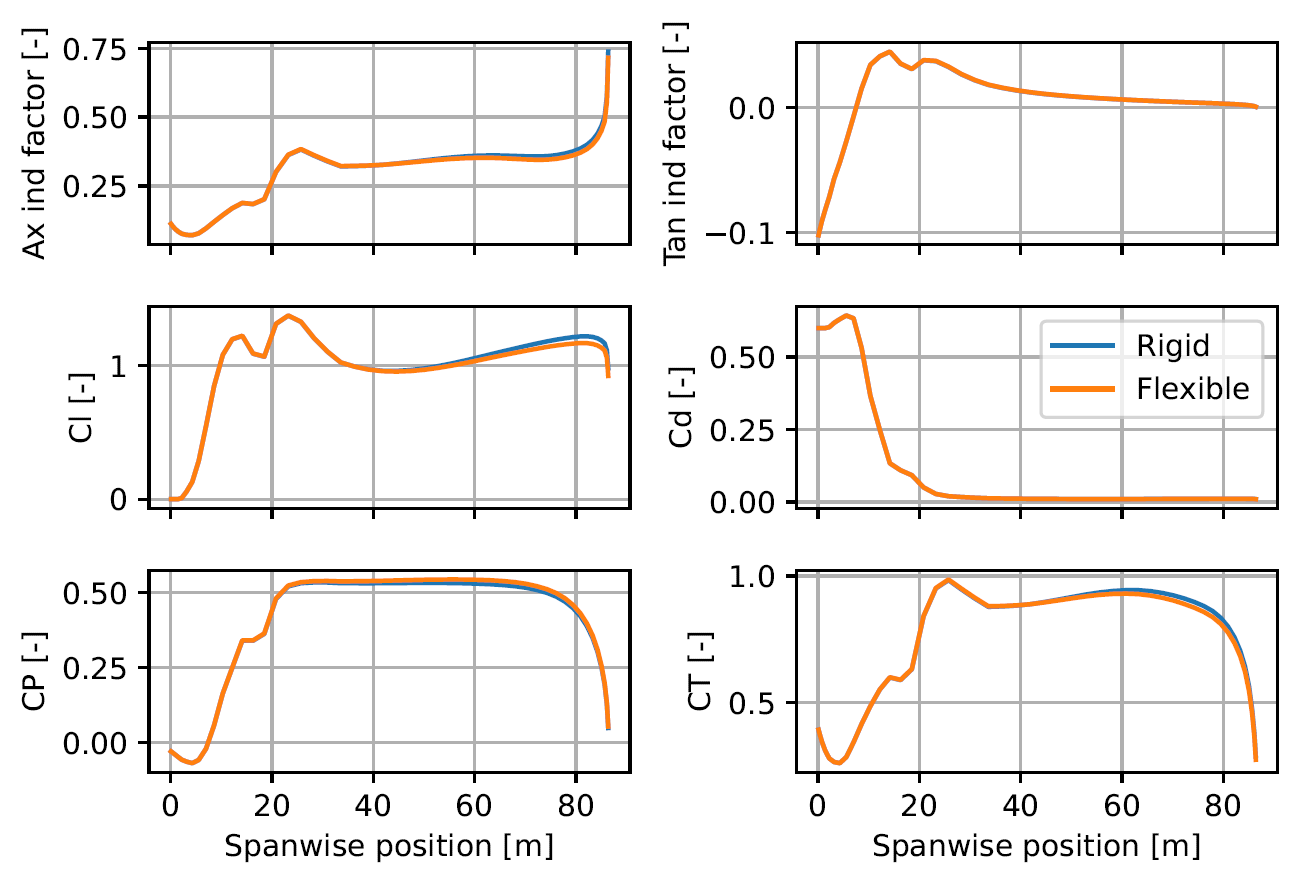 Ax ind factor [-]
0.75
0.50
0.25
Tan ind factor [-]
0.0
−0.1
Cl [-]
1
0
Cd [-]
0.50
0.25
0.00
Rigid
Flexible
CP [-]
0.50
0.25
0.00
0 20 40 60 80
Spanwise position [m]
CT [-]
1.0
0.5
0 20 40 60 80
Spanwise position [m]